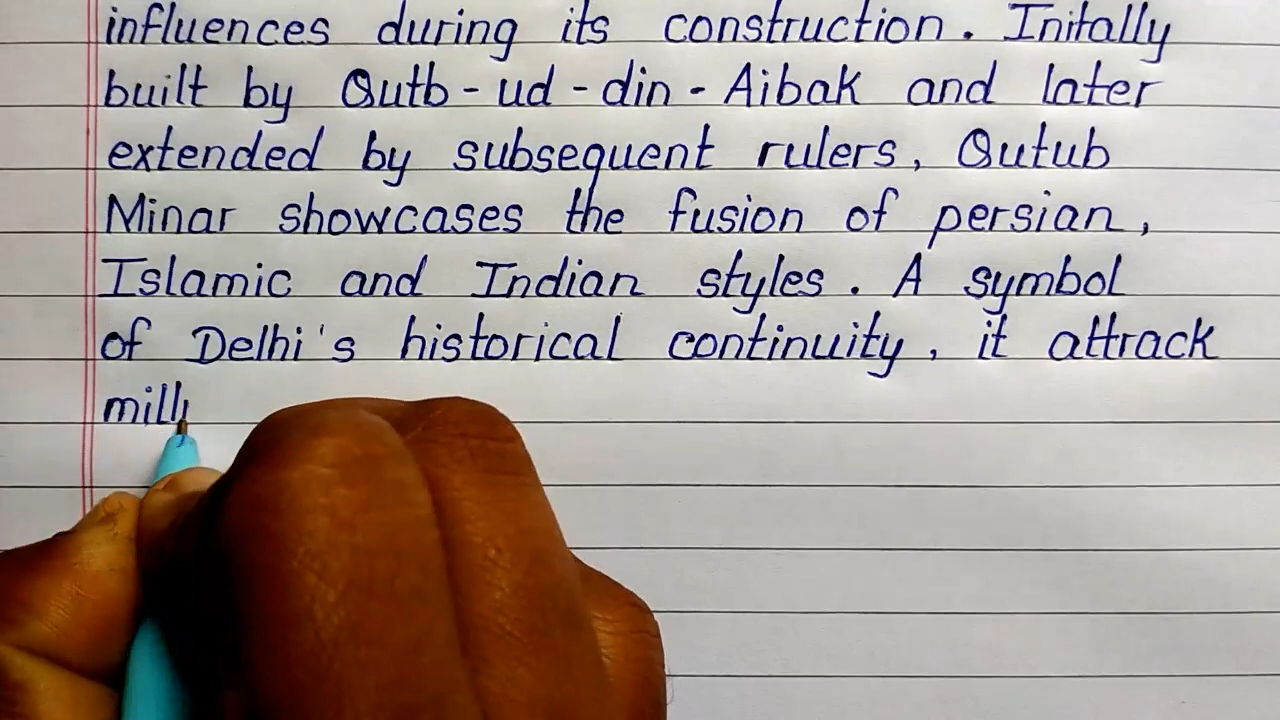 influences during its construction. Initally
built by Qutb-ud-din-Aibak and later
extended by subsequent rulers, Qutub
Minar showcases the fusion of persian,
Islamic and Indian styles. A symbol
of Delhi's historical continuity, it attrack
mill